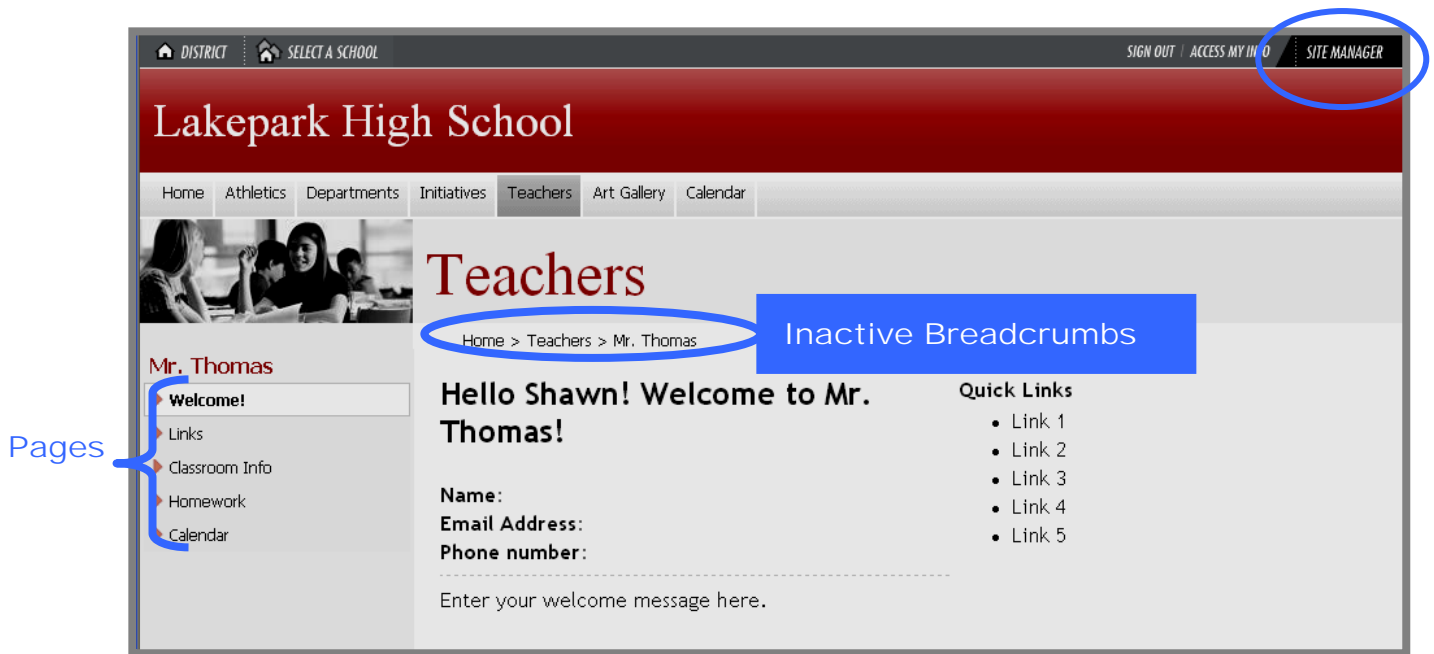 DISTRICT SELECT A SCHOOL SIGN OUT | ACCESS MY INFO SITE MANAGER
Lakepark High School
Home Athletics Departments Initiatives Teachers Art Gallery Calendar
Teachers
Home > Teachers > Mr. Thomas
Inactive Breadcrumbs
Mr. Thomas
Welcome!
Links
Classroom Info
Homework
Calendar
Pages
Hello Shawn! Welcome to Mr.
Thomas!
Name:
Email Address:
Phone number:
Enter your welcome message here.
Quick Links
• Link 1
• Link 2
• Link 3
• Link 4
• Link 5